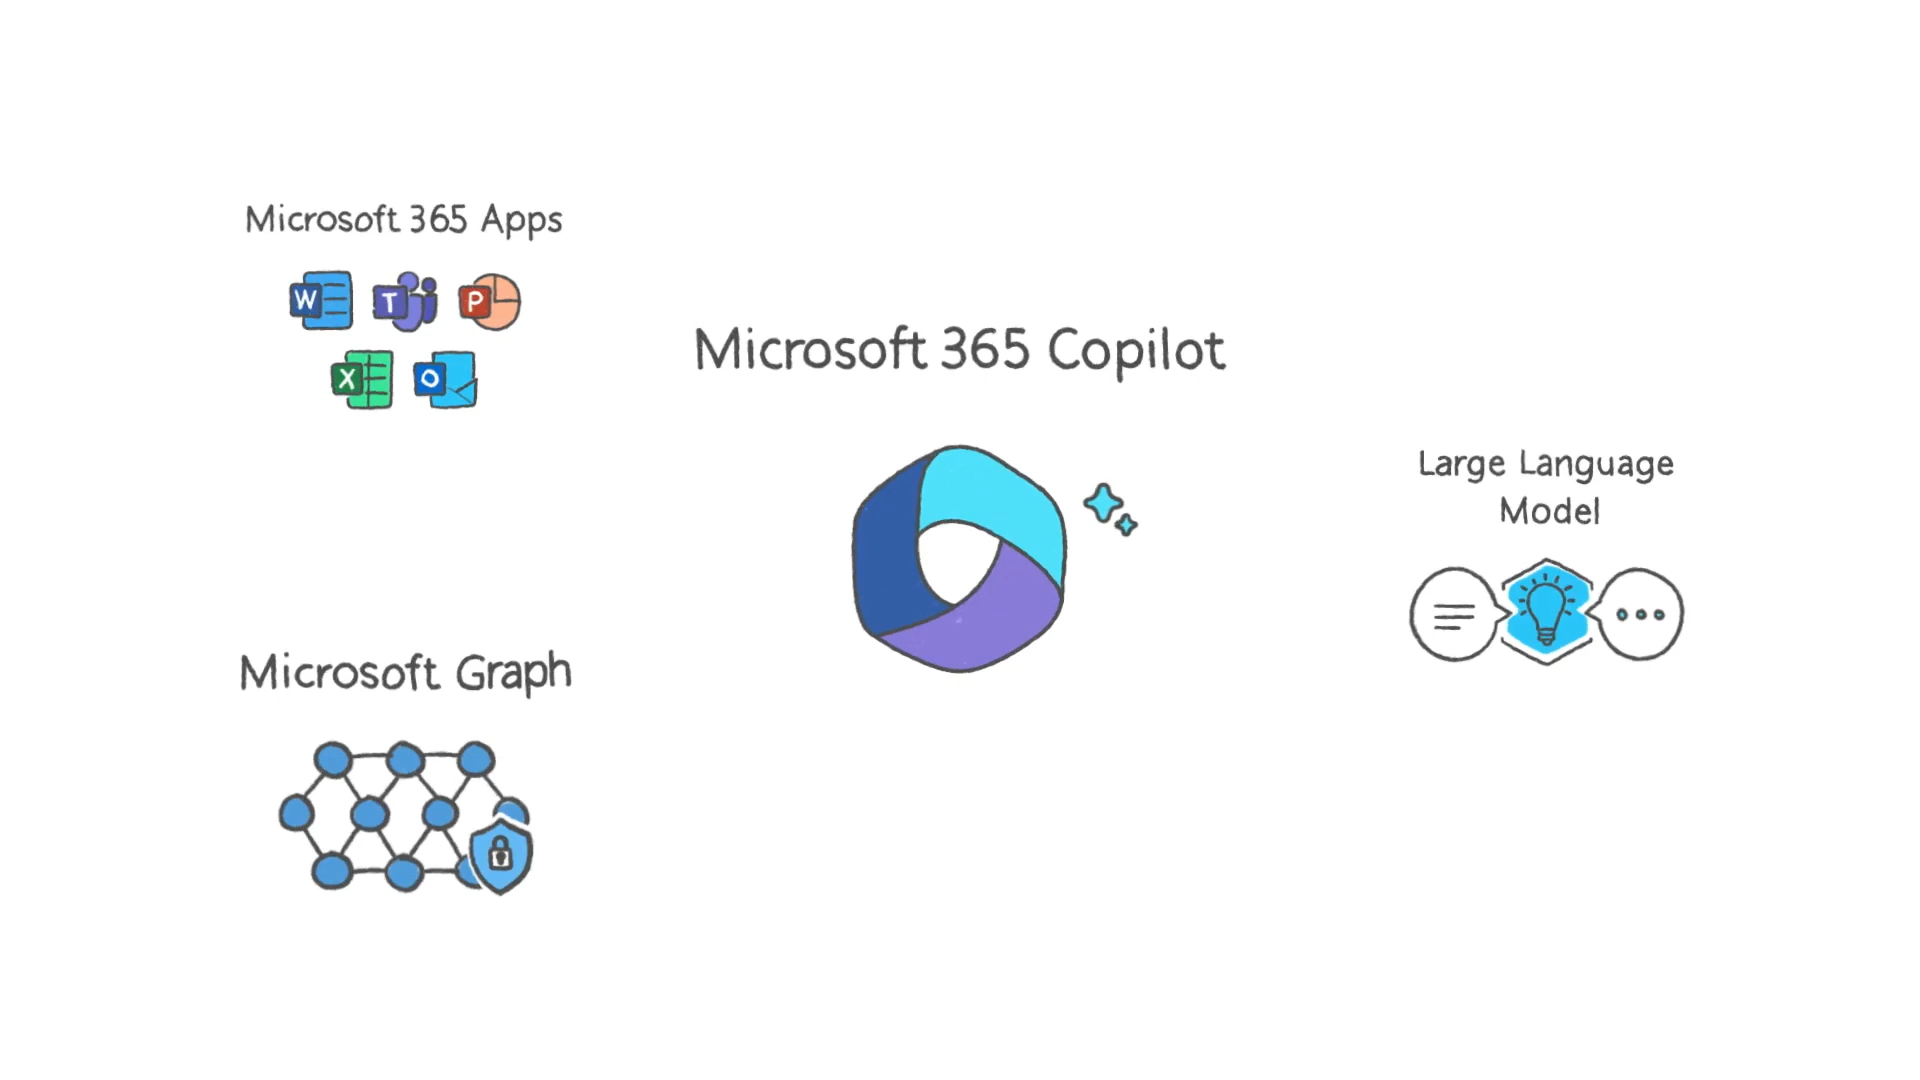 Microsoft 365 Apps
W
T
P
X
O
Microsoft 365 Copilot
Large Language
Model
Microsoft Graph